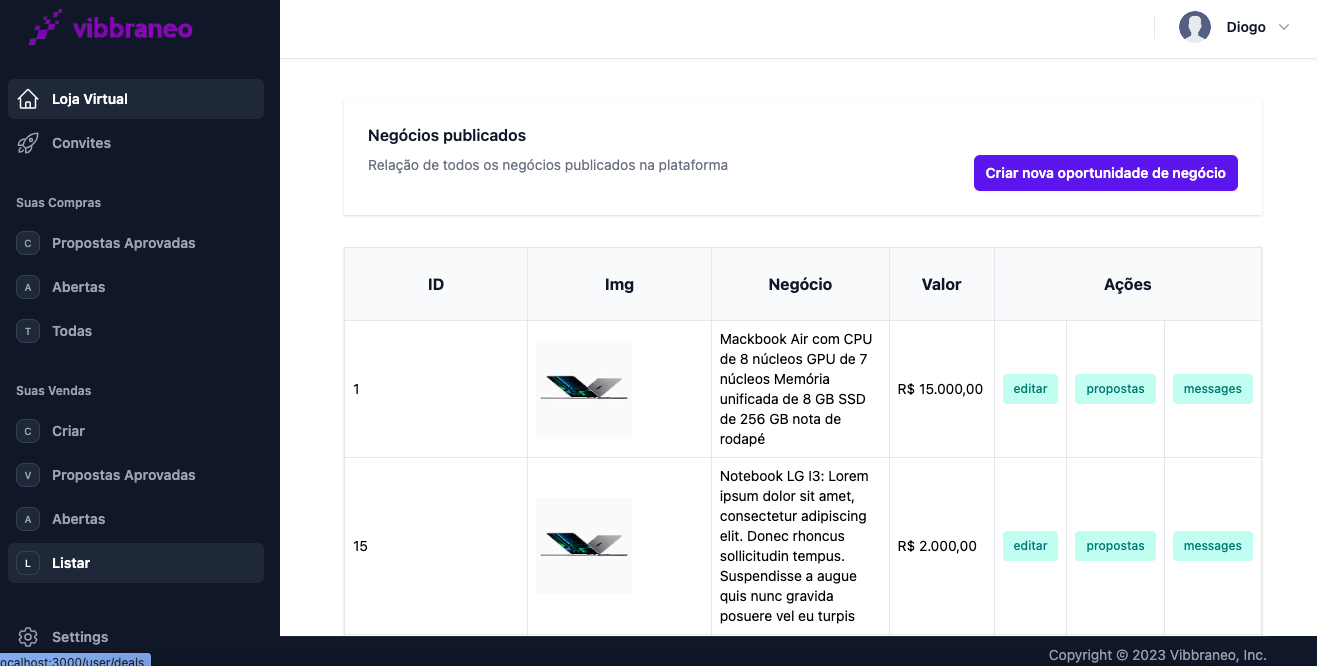 vibbraneo
Diogo
Loja Virtual
Convites
Suas Compras
C Propostas Aprovadas
A Abertas
T Todas
Suas Vendas
C Criar
V Propostas Aprovadas
A Abertas
L Listar
Settings
ocalhost:3000/user/deals
Negócios publicados
Relação de todos os negócios publicados na plataforma
Criar nova oportunidade de negócio
ID Img Negócio Valor Ações
1
Mackbook Air com CPU
de 8 núcleos GPU de 7
núcleos Memória
unificada de 8 GB SSD
de 256 GB nota de
rodapé
R$ 15.000,00
editar propostas messages
15
Notebook LG I3: Lorem
ipsum dolor sit amet,
consectetur adipiscing
elit. Donec rhoncus
sollicitudin tempus.
Suspendisse a augue
quis nunc gravida
posuere vel eu turpis
R$ 2.000,00
editar propostas messages
Copyright © 2023 Vibbraneo, Inc.